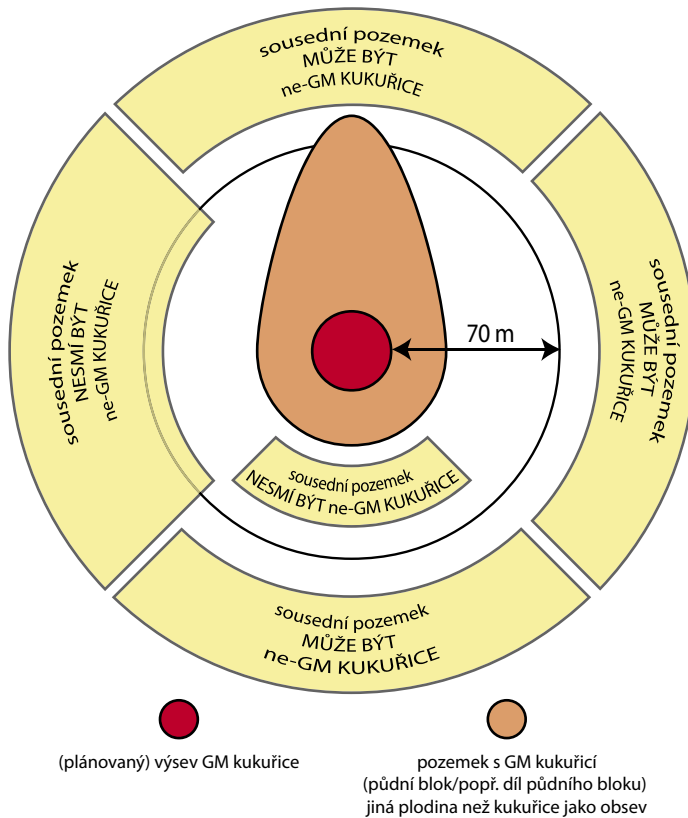 sousední pozemek
MŮŽE BÝT
ne-GM KUKUŘICE
sousední pozemek
NESMÍ BÝT
ne-GM KUKUŘICE
sousední pozemek
MŮŽE BÝT
ne-GM KUKUŘICE
70 m
sousední pozemek
NESMÍ BÝT ne-GM KUKUŘICE
sousední pozemek
MŮŽE BÝT
ne-GM KUKUŘICE
(plánovaný) výsev GM kukuřice
pozemek s GM kukuřicí
(půdní blok/popř. díl půdního bloku)
jiná plodina než kukuřice jako obsev